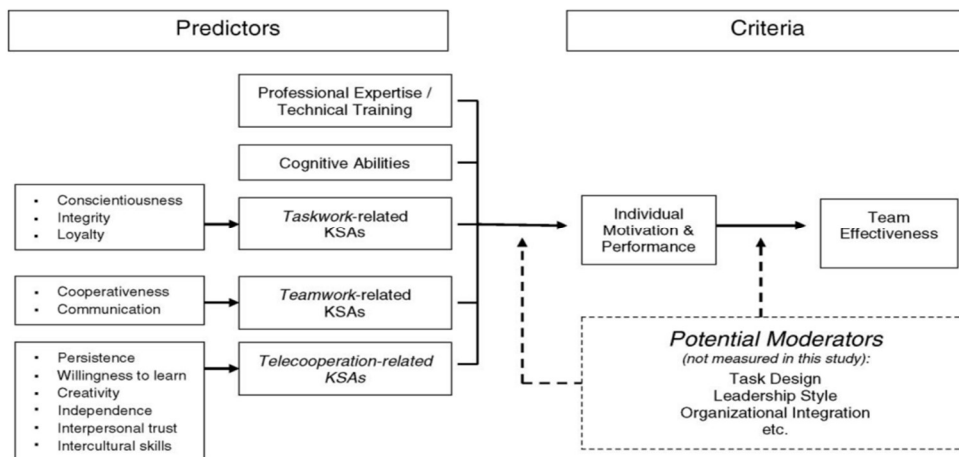 Predictors
Criteria
Professional Expertise /
Technical Training
Cognitive Abilities
▪ Conscientiousness
▪ Integrity
▪ Loyalty
Taskwork-related
KSAs
Individual
Motivation &
Performance
Team
Effectiveness
▪ Cooperativeness
▪ Communication
Teamwork-related
KSAs
▪ Persistence
▪ Willingness to learn
▪ Creativity
▪ Independence
▪ Interpersonal trust
▪ Intercultural skills
Telecooperation-related
KSAs
Potential Moderators
(not measured in this study):
Task Design
Leadership Style
Organizational Integration
etc.